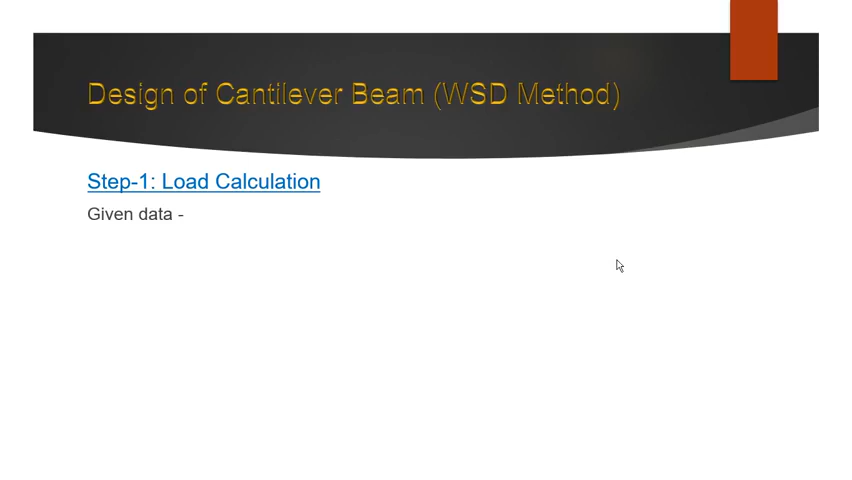 Design of Cantilever Beam (WSD Method)
Step-1: Load Calculation
Given data -